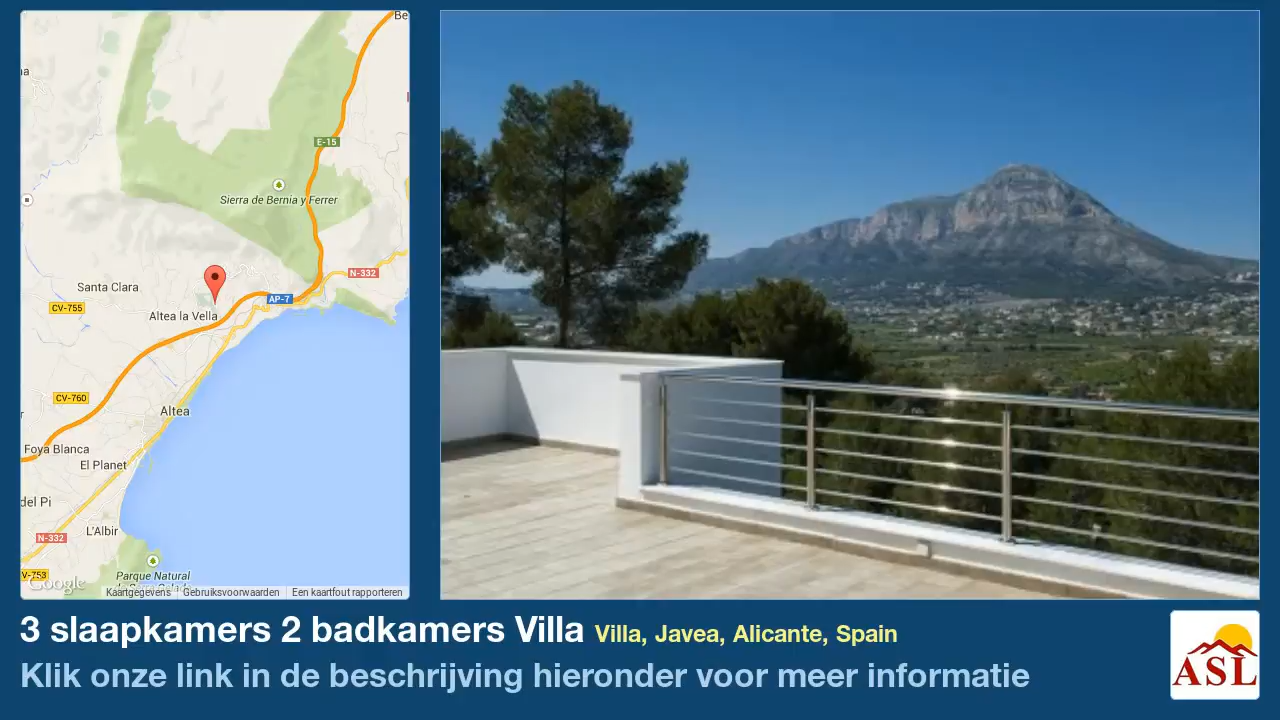 Be
E-15
Sierra de Bernia y Ferrer
N-332
Santa Clara
AP-7
CV-755
Altea la Vella
CV-760
Altea
Foya Blanca
El Planet
del Pi
L'Albir
N-332
Parque Natural
Google
Kaartgegevens Gebruiksvoorwaarden Een kaartfout rapporteren
3 slaapkamers 2 badkamers Villa Villa, Javea, Alicante, Spain
Klik onze link in de beschrijving hieronder voor meer informatie
ASL